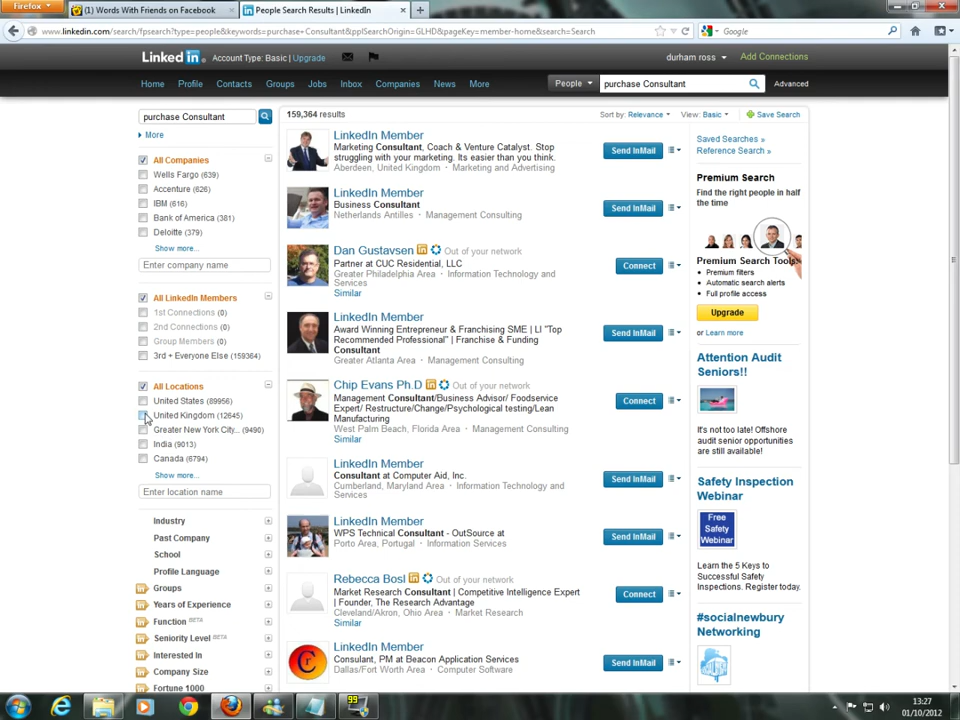 Firefox
(1) Words With Friends on Facebook
People Search Results | LinkedIn
www.linkedin.com/search/fpsearch?type=people&keywords=purchase+Consultant&pplSearchOrigin=GLHD&pageKey=member-home&search=Search
Google
Linked in
Account Type: Basic | Upgrade
durham ross
Add Connections
Home Profile Contacts Groups Jobs Inbox Companies News More
People
purchase Consultant
Advanced
purchase Consultant
More
All Companies
Wells Fargo (639)
Accenture (626)
IBM (616)
Bank of America (381)
Deloitte (379)
Show more...
Enter company name
All LinkedIn Members
1st Connections (0)
2nd Connections (0)
Group Members (0)
3rd + Everyone Else (159364)
All Locations
United States (89956)
United Kingdom (12645)
Greater New York City... (9490)
India (9013)
Canada (6794)
Show more...
Enter location name
Industry
Past Company
School
Profile Language
Groups
Years of Experience
Function BETA
Seniority Level BETA
Interested In
Company Size
Fortune 1000
159,364 results
Sort by: Relevance
View: Basic
Save Search
LinkedIn Member
Marketing Consultant, Coach & Venture Catalyst. Stop
struggling with your marketing. Its easier than you think.
Aberdeen, United Kingdom · Marketing and Advertising
Send InMail
LinkedIn Member
Business Consultant
Netherlands Antilles · Management Consulting
Send InMail
Dan Gustavsen in Out of your network
Partner at CUC Residential, LLC
Greater Philadelphia Area · Information Technology and
Services
Similar
Connect
LinkedIn Member
Award Winning Entrepreneur & Franchising SME | LI "Top
Recommended Professional" | Franchise & Funding
Consultant
Greater Atlanta Area · Management Consulting
Send InMail
Chip Evans Ph.D in Out of your network
Management Consultant/Business Advisor/ Foodservice
Expert/ Restructure/Change/Psychological testing/Lean
Manufacturing
West Palm Beach, Florida Area · Management Consulting
Similar
Connect
LinkedIn Member
Consultant at Computer Aid, Inc.
Cumberland, Maryland Area · Information Technology and
Services
Send InMail
LinkedIn Member
WPS Technical Consultant - OutSource at
Porto Area, Portugal · Information Services
Send InMail
Rebecca Bosl in Out of your network
Market Research Consultant | Competitive Intelligence Expert
| Founder, The Research Advantage
Cleveland/Akron, Ohio Area · Market Research
Similar
Connect
LinkedIn Member
Consulant, PM at Beacon Application Services
Dallas/Fort Worth Area · Computer Software
Send InMail
Saved Searches »
Reference Search »
Premium Search
Find the right people in half
the time
Premium Search Tools:
• Premium filters
• Automatic search alerts
• Full profile access
Upgrade
or Learn more
Attention Audit
Seniors!!
It's not too late! Offshore
audit senior opportunities
are still available!
Safety Inspection
Webinar
Free
Safety
Webinar
Learn the 5 Keys to
Successful Safety
Inspections. Register today.
#socialnewbury
Networking
99
13:27
01/10/2012